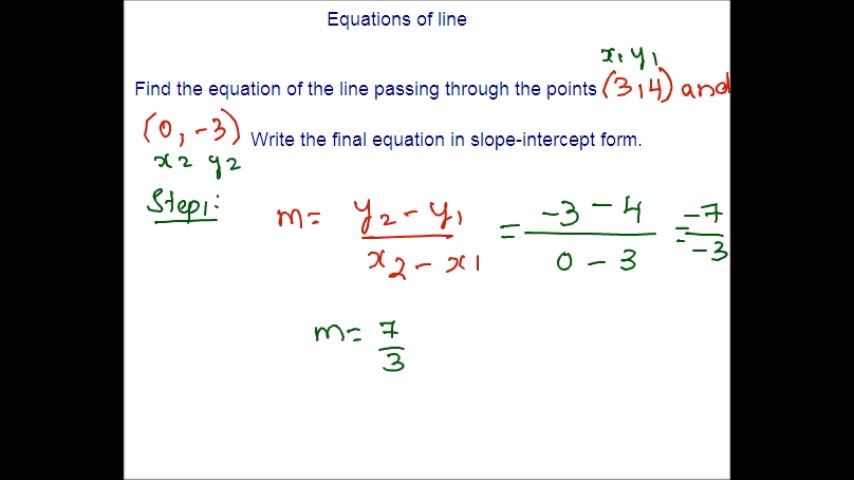 Equations of line
x1 y1
Find the equation of the line passing through the points (3,4) and
(0, -3) Write the final equation in slope-intercept form.
x2 y2
Step1:
m= y2 - y1 / x2 - x1 = -3 - 4 / 0 - 3 = -7 / -3
m= 7 / 3